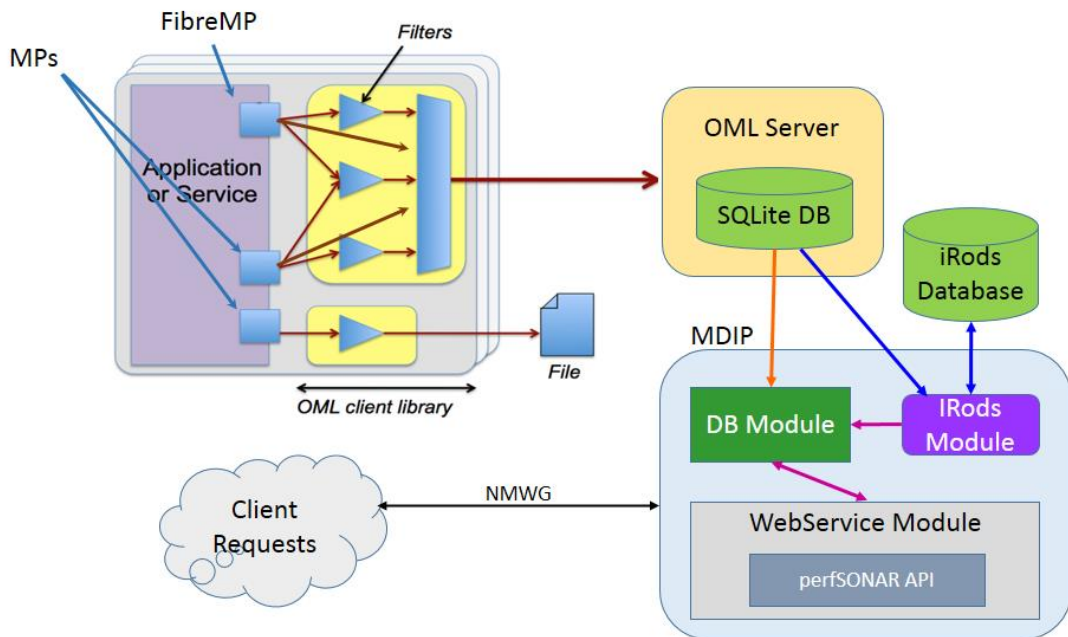 FibreMP
MPs
Filters
Application
or Service
OML client library
File
OML Server
SQLite DB
iRods
Database
MDIP
DB Module
IRods
Module
NMWG
Client
Requests
WebService Module
perfSONAR API